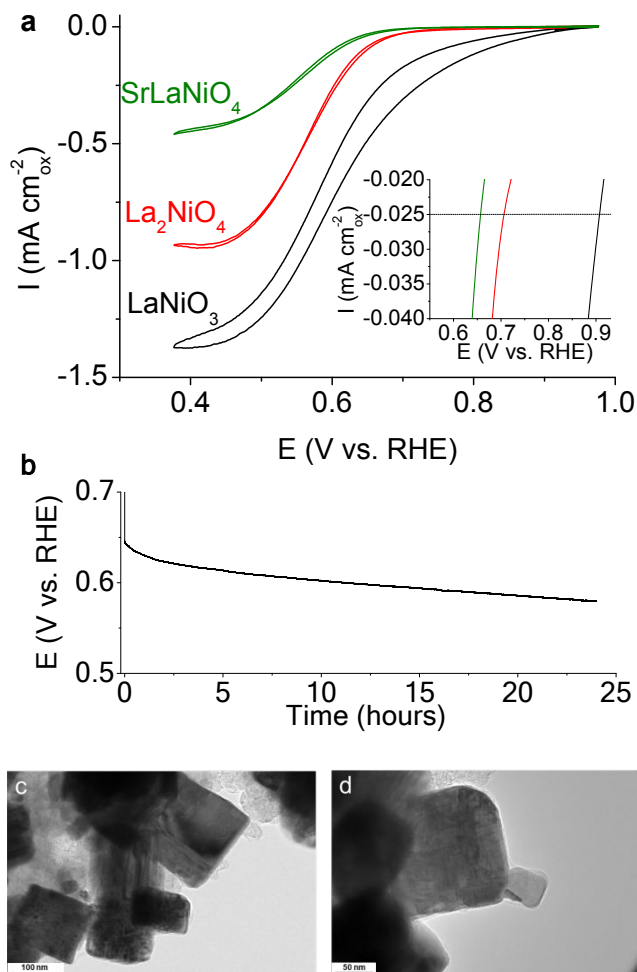 a
0.0
-0.5
-1.0
-1.5
I (mA cm⁻²ₒₓ)
SrLaNiO₄
La₂NiO₄
LaNiO₃
-0.020
-0.025
-0.030
-0.035
-0.040
I (mA cm⁻²ₒₓ)
0.6 0.7 0.8 0.9
E (V vs. RHE)
0.4 0.6 0.8 1.0
E (V vs. RHE)
b
0.7
0.6
0.5
E (V vs. RHE)
0 5 10 15 20 25
Time (hours)
c
100 nm
d
50 nm